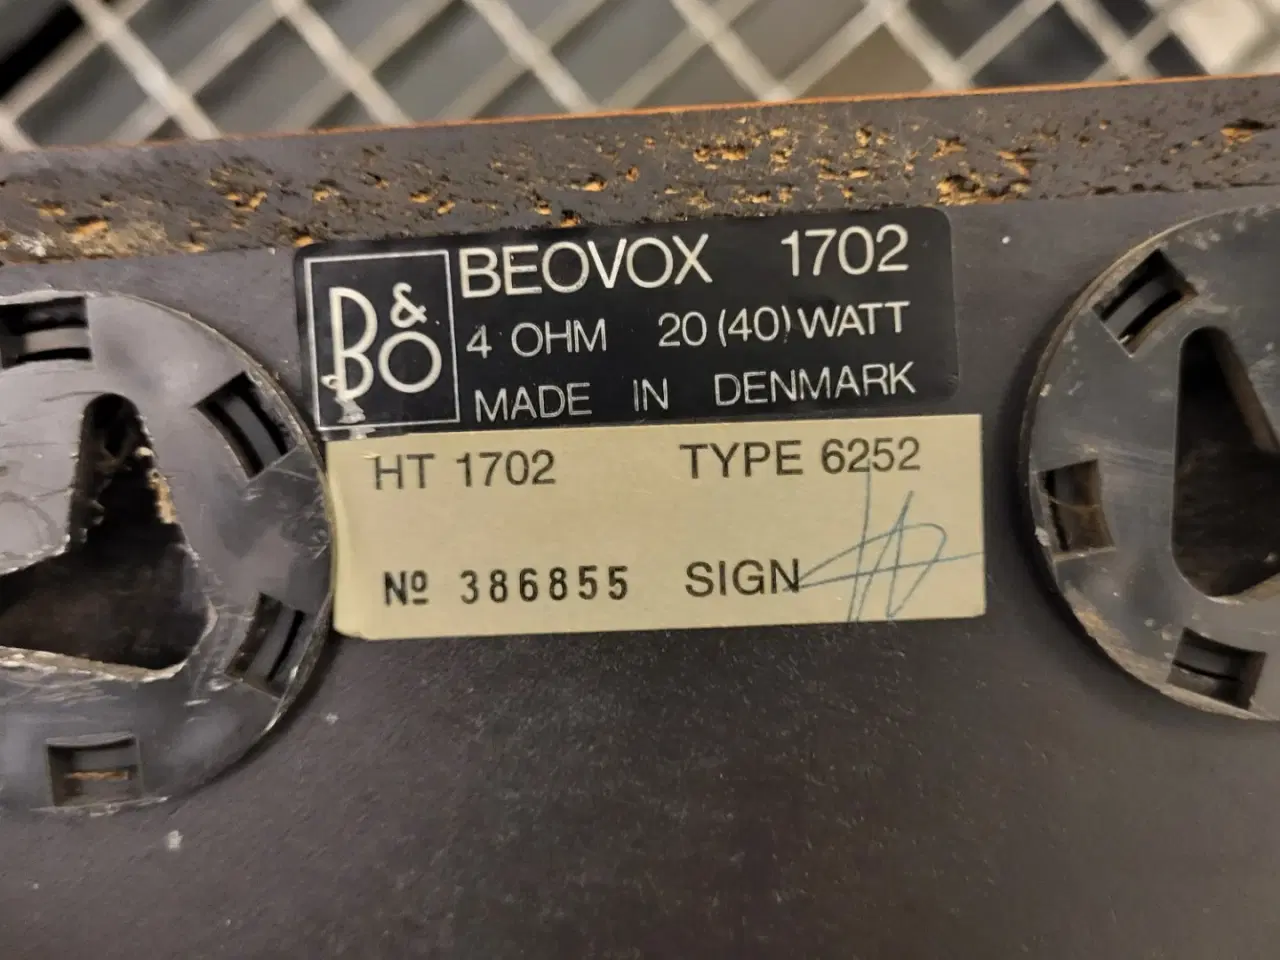 B&O
BEOVOX 1702
4 OHM 20(40)WATT
MADE IN DENMARK
HT 1702 TYPE 6252
Nº 386855 SIGN